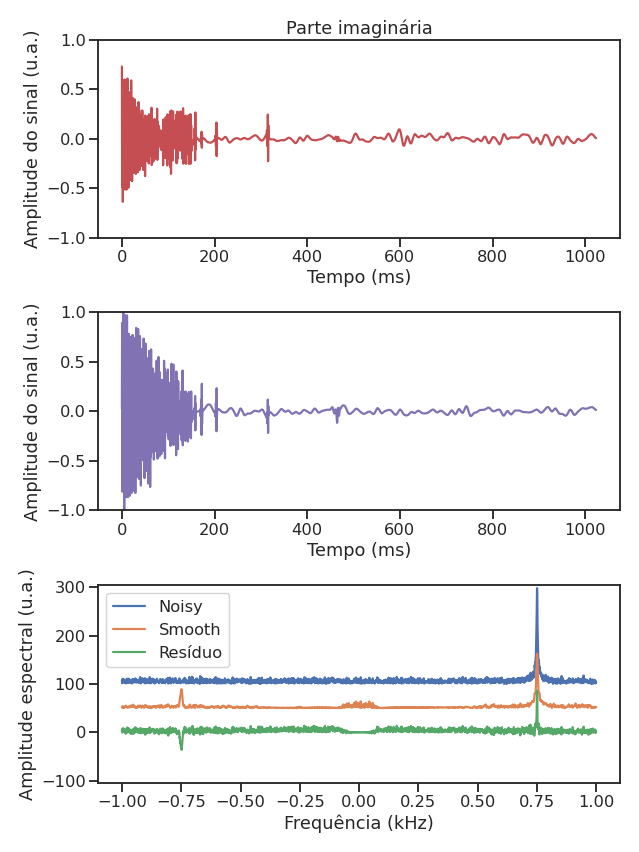 Parte imaginária
Amplitude do sinal (u.a.)
1.0
0.5
0.0
−0.5
−1.0
0 200 400 600 800 1000
Tempo (ms)
Amplitude do sinal (u.a.)
1.0
0.5
0.0
−0.5
−1.0
0 200 400 600 800 1000
Tempo (ms)
Amplitude espectral (u.a.)
300
200
100
0
−100
Noisy
Smooth
Resíduo
−1.00 −0.75 −0.50 −0.25 0.00 0.25 0.50 0.75 1.00
Frequência (kHz)